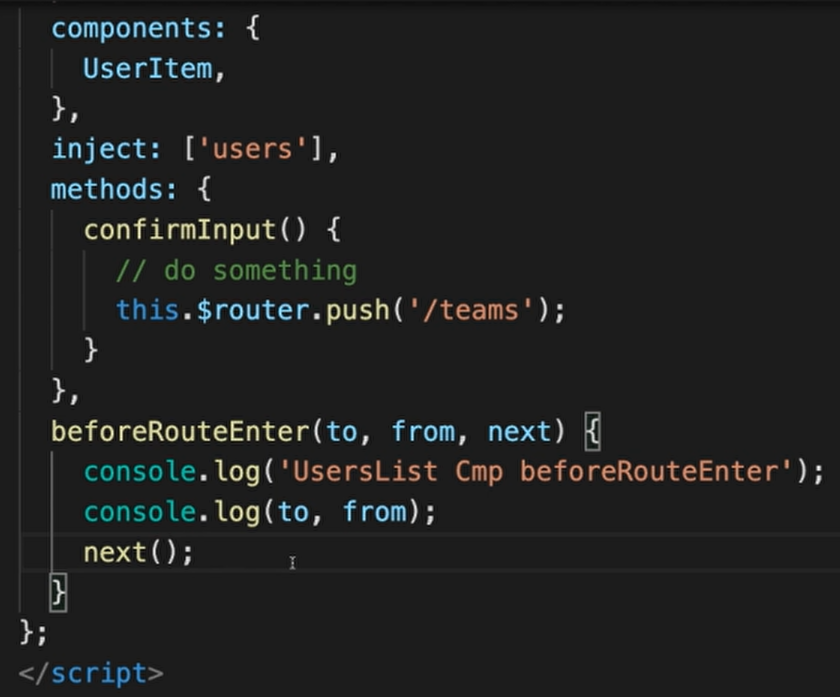 components: {
UserItem,
},
inject: ['users'],
methods: {
confirmInput() {
// do something
this.$router.push('/teams');
}
},
beforeRouteEnter(to, from, next) {
console.log('UsersList Cmp beforeRouteEnter');
console.log(to, from);
next();
}
};
</script>